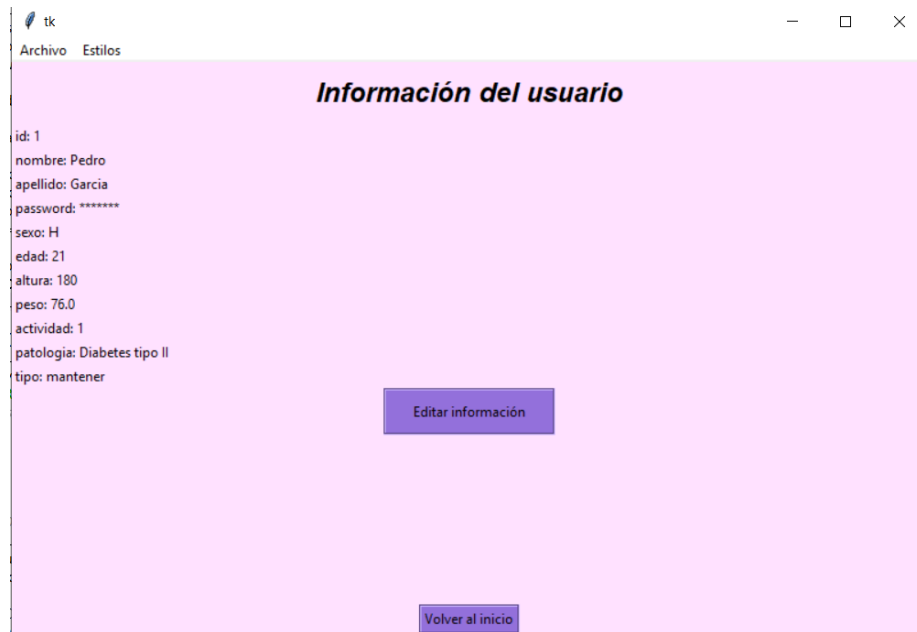 tk
Archivo Estilos
Información del usuario
id: 1
nombre: Pedro
apellido: Garcia
password: *******
sexo: H
edad: 21
altura: 180
peso: 76.0
actividad: 1
patologia: Diabetes tipo II
tipo: mantener
Editar información
Volver al inicio